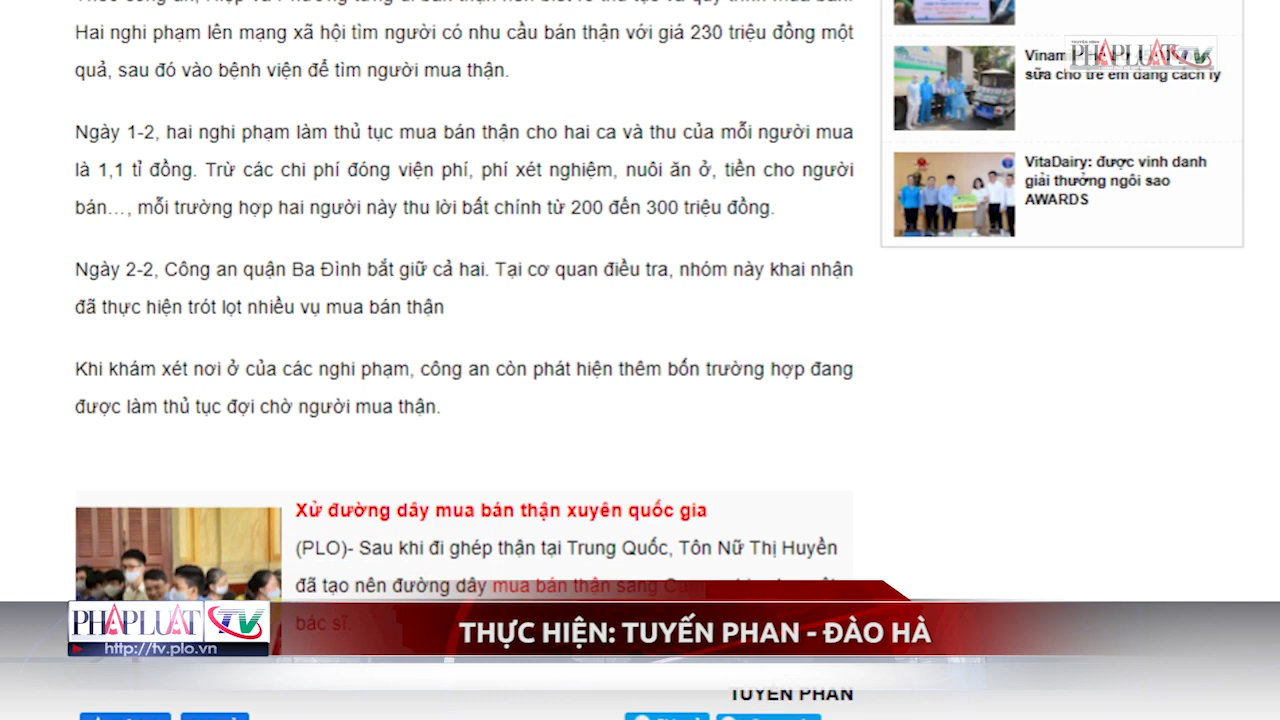 Hai nghi phạm lên mạng xã hội tìm người có nhu cầu bán thận với giá 230 triệu đồng một
quả, sau đó vào bệnh viện để tìm người mua thận.
Ngày 1-2, hai nghi phạm làm thủ tục mua bán thận cho hai ca và thu của mỗi người mua
là 1,1 tỉ đồng. Trừ các chi phí đóng viện phí, phí xét nghiệm, nuôi ăn ở, tiền cho người
bán…, mỗi trường hợp hai người này thu lời bất chính từ 200 đến 300 triệu đồng.
Ngày 2-2, Công an quận Ba Đình bắt giữ cả hai. Tại cơ quan điều tra, nhóm này khai nhận
đã thực hiện trót lọt nhiều vụ mua bán thận
Khi khám xét nơi ở của các nghi phạm, công an còn phát hiện thêm bốn trường hợp đang
được làm thủ tục đợi chờ người mua thận.
Xử đường dây mua bán thận xuyên quốc gia
(PLO)- Sau khi đi ghép thận tại Trung Quốc, Tôn Nữ Thị Huyền
đã tạo nên đường dây mua bán thận sang
bác sĩ.
TUYẾN PHAN
Vinam
sữa cho trẻ em đang cách ly
VitaDairy: được vinh danh
giải thưởng ngôi sao
AWARDS
PHÁPLUẬT TV
PHÁPLUẬT TV
http://tv.plo.vn
THỰC HIỆN: TUYẾN PHAN - ĐÀO HÀ